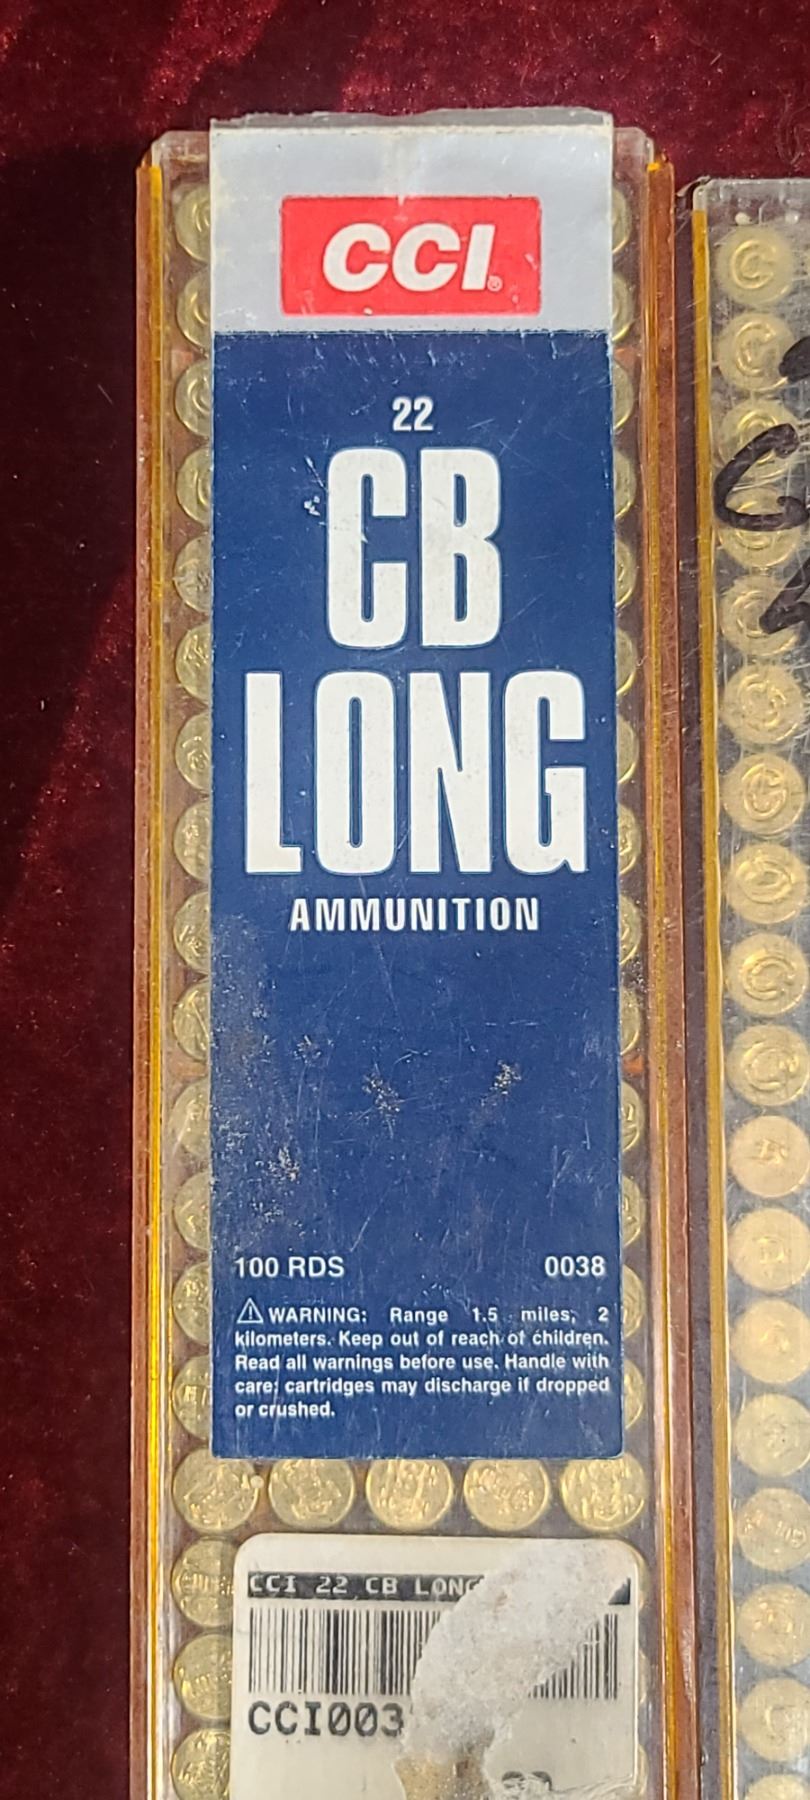 CCI®
22
CB
LONG
AMMUNITION
100 RDS 0038
⚠ WARNING: Range 1.5 miles, 2
kilometers. Keep out of reach of children.
Read all warnings before use. Handle with
care: cartridges may discharge if dropped
or crushed.
CCI 22 CB LONG
CCI003